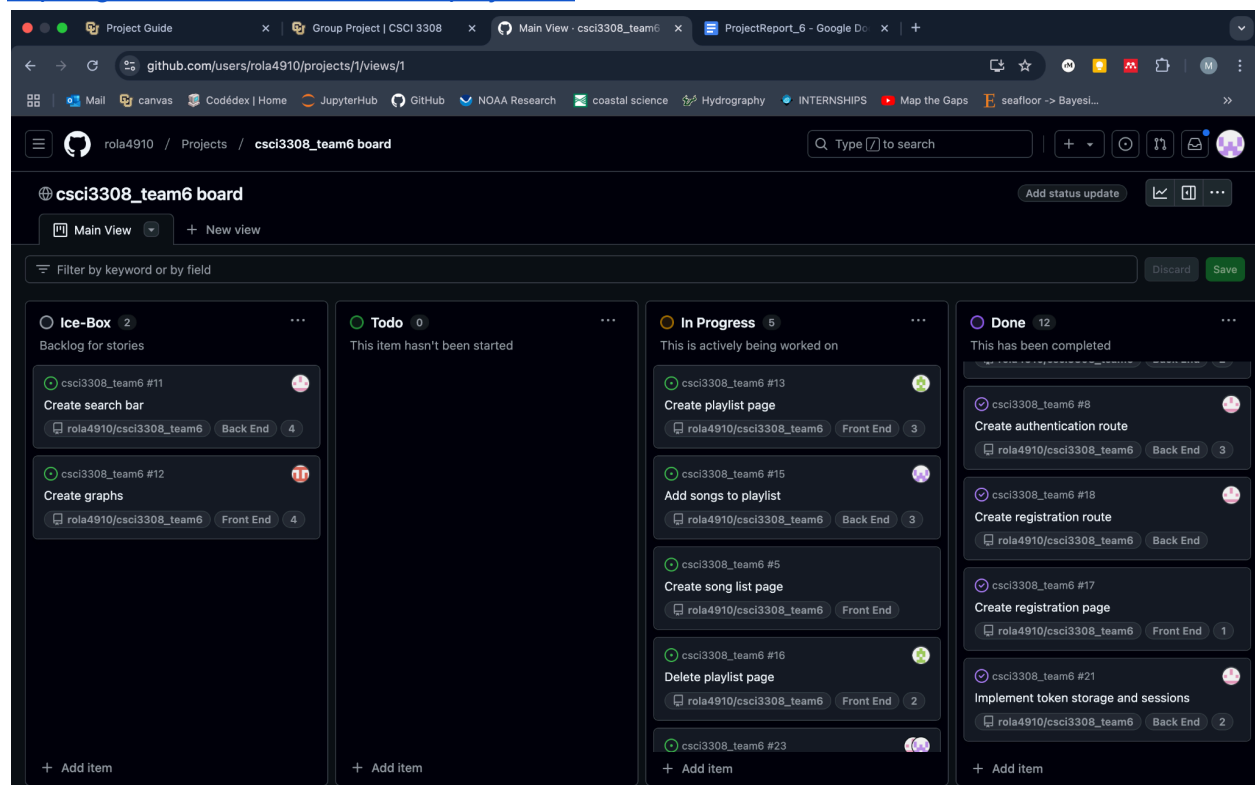 Project Guide
Group Project | CSCI 3308
Main View · csci3308_team6
ProjectReport_6 - Google Do
github.com/users/rola4910/projects/1/views/1
M
Mail
canvas
Codédex | Home
JupyterHub
GitHub
NOAA Research
coastal science
Hydrography
INTERNSHIPS
Map the Gaps
seafloor -> Bayesi...
rola4910 / Projects / csci3308_team6 board
Type / to search
csci3308_team6 board
Add status update
Main View
+ New view
Filter by keyword or by field
Discard
Save
Ice-Box 2
Backlog for stories
csci3308_team6 #11
Create search bar
rola4910/csci3308_team6 Back End 4
csci3308_team6 #12
Create graphs
rola4910/csci3308_team6 Front End 4
+ Add item
Todo 0
This item hasn't been started
+ Add item
In Progress 5
This is actively being worked on
csci3308_team6 #13
Create playlist page
rola4910/csci3308_team6 Front End 3
csci3308_team6 #15
Add songs to playlist
rola4910/csci3308_team6 Back End 3
csci3308_team6 #5
Create song list page
rola4910/csci3308_team6 Front End
csci3308_team6 #16
Delete playlist page
rola4910/csci3308_team6 Front End 2
csci3308_team6 #23
+ Add item
Done 12
This has been completed
csci3308_team6 #8
Create authentication route
rola4910/csci3308_team6 Back End 3
csci3308_team6 #18
Create registration route
rola4910/csci3308_team6 Back End
csci3308_team6 #17
Create registration page
rola4910/csci3308_team6 Front End 1
csci3308_team6 #21
Implement token storage and sessions
rola4910/csci3308_team6 Back End 2
+ Add item